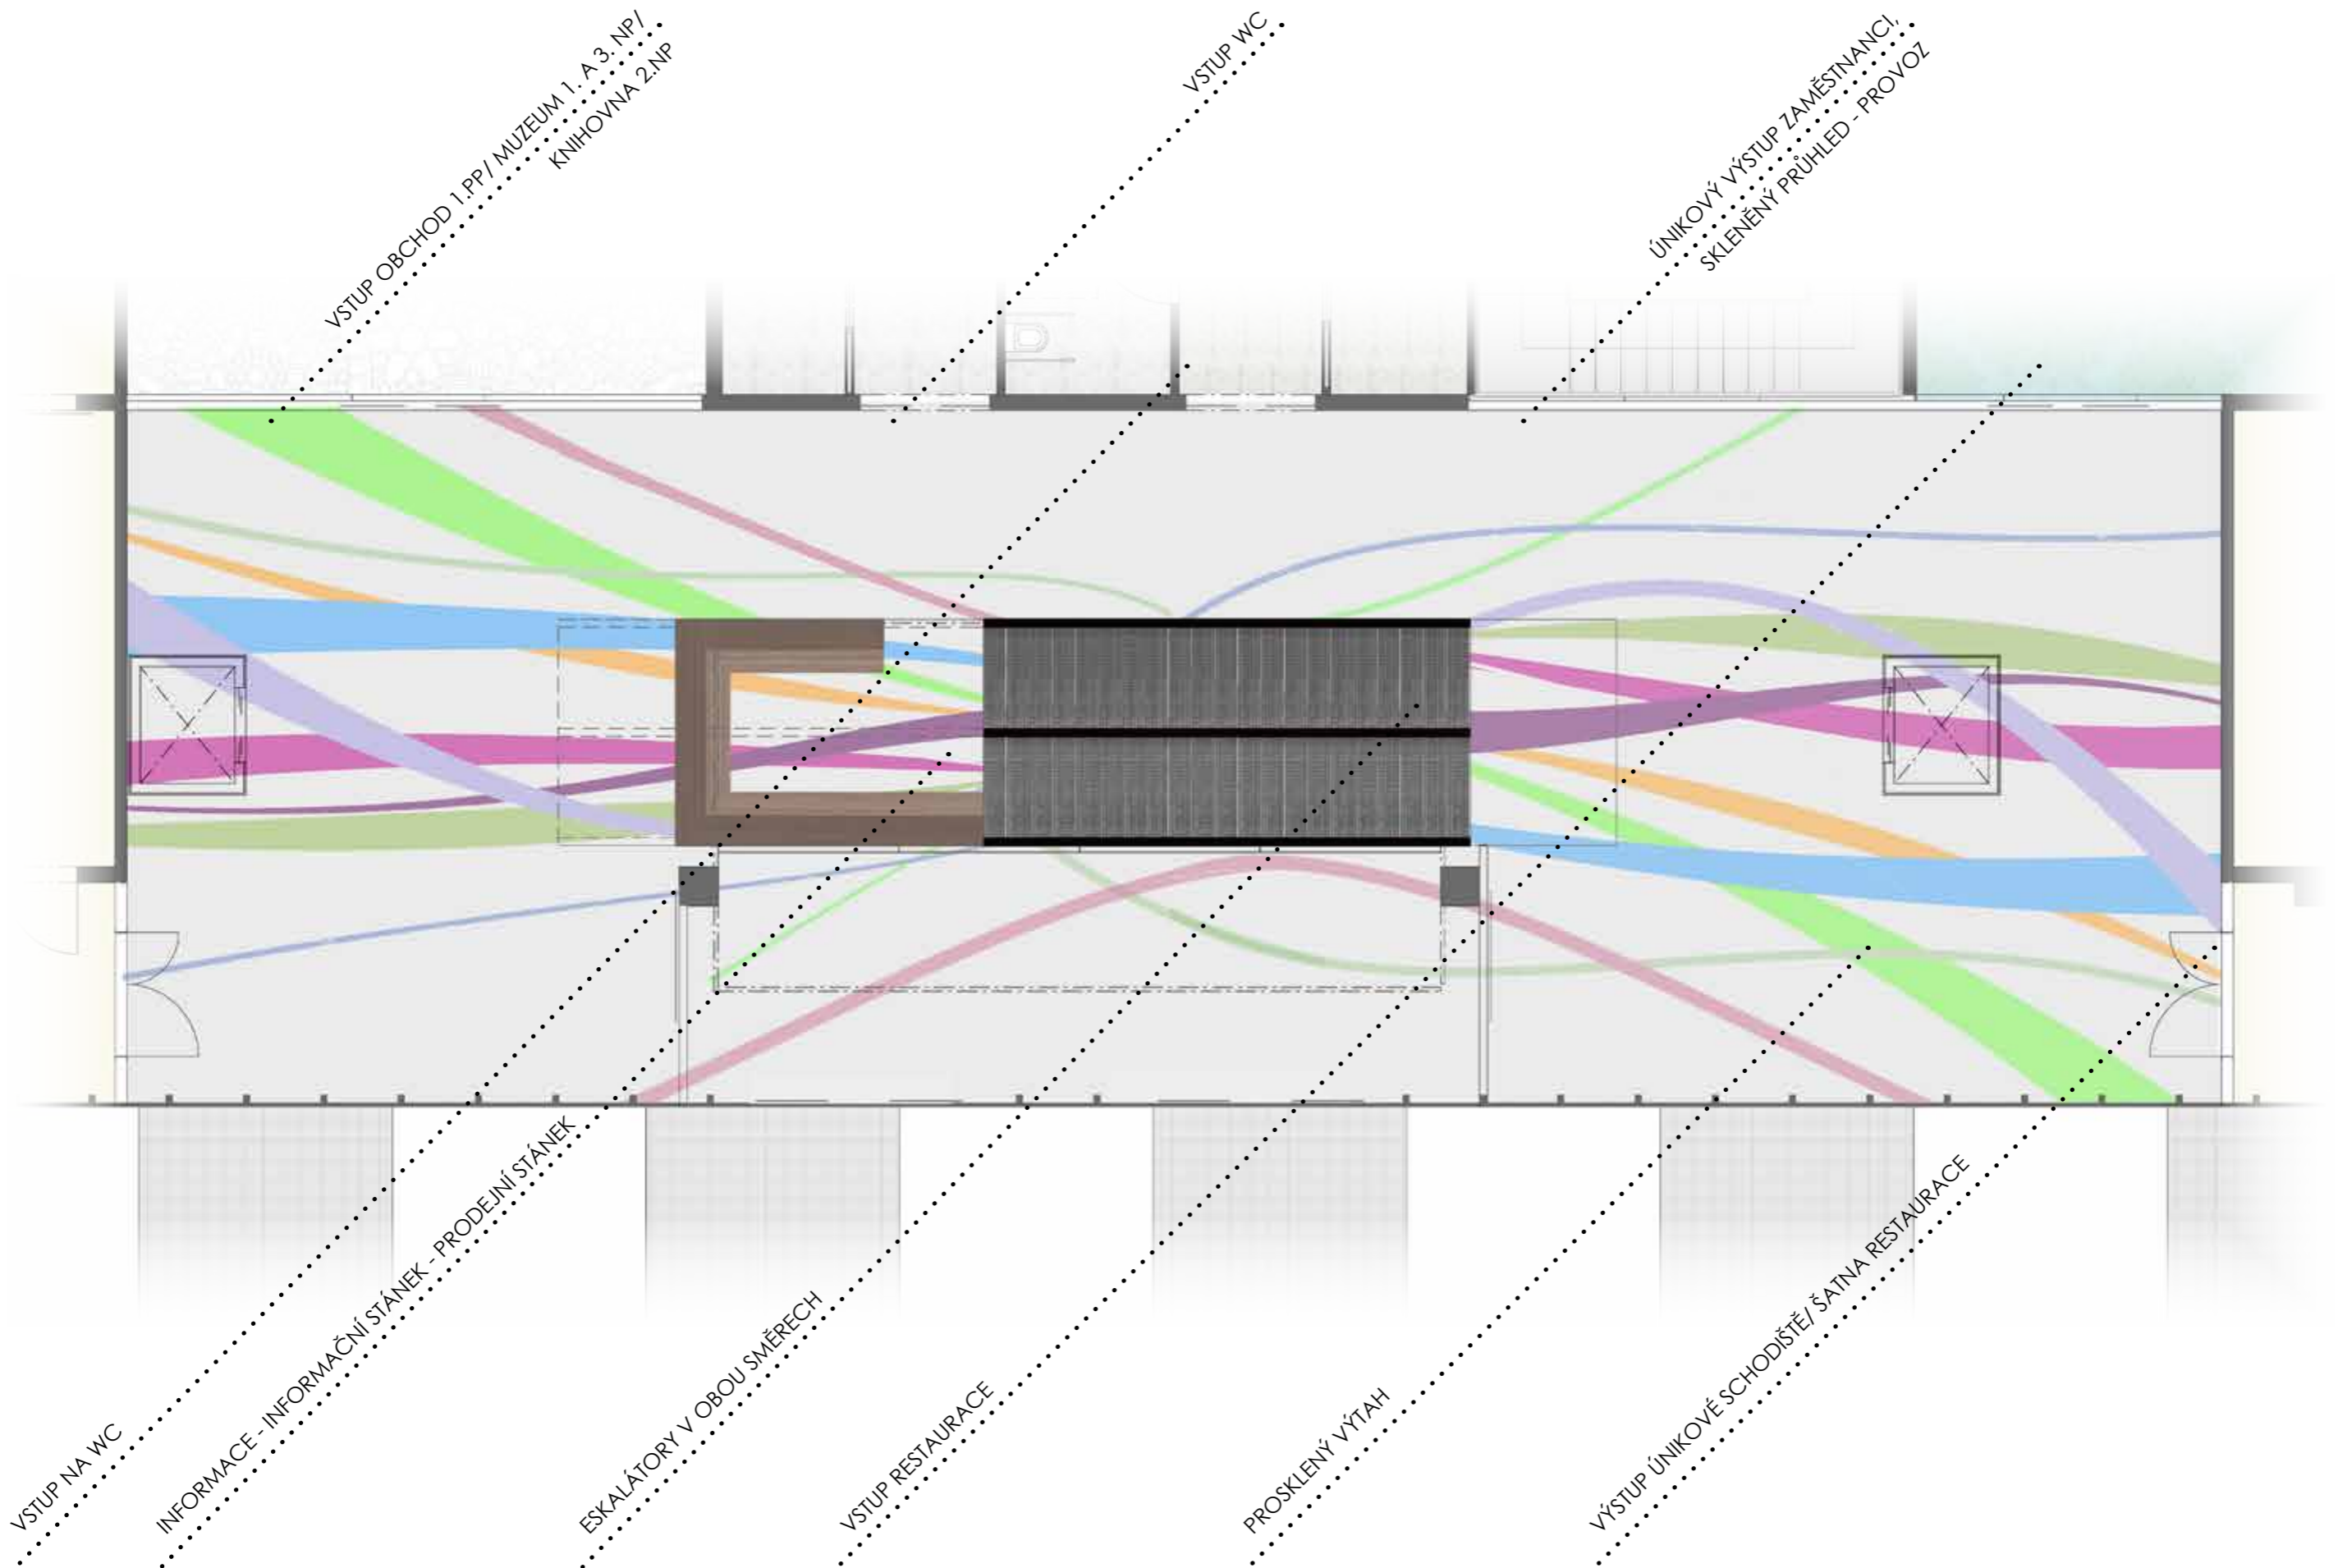 VSTUP OBCHOD 1.PP/ MUZEUM 1. A 3. NP/
KNIHOVNA 2.NP
VSTUP WC
ÚNIKOVÝ VÝSTUP ZAMĚSTNANCI,
SKLENĚNÝ PRŮHLED - PROVOZ
VSTUP NA WC
INFORMACE - INFORMAČNÍ STÁNEK - PRODEJNÍ STÁNEK
ESKALÁTORY V OBOU SMĚRECH
VSTUP RESTAURACE
PROSKLENÝ VÝTAH
VÝSTUP ÚNIKOVÉ SCHODIŠTĚ/ ŠATNA RESTAURACE